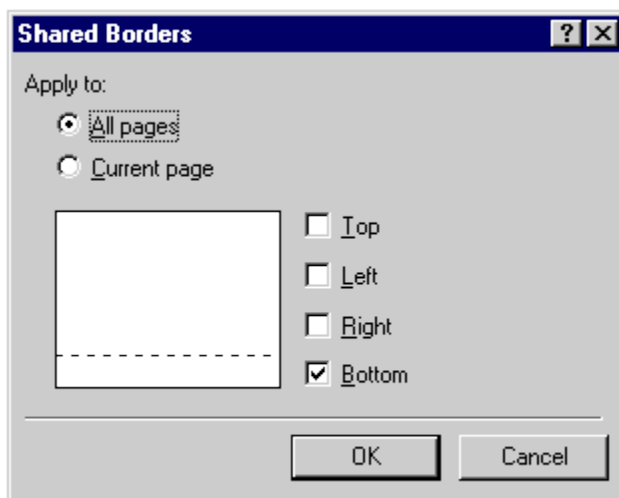 Shared Borders
Apply to:
All pages
Current page
Top
Left
Right
Bottom
OK
Cancel